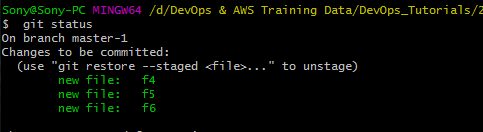 Sony@Sony-PC MINGW64 /d/DevOps & AWS Training Data/DevOps_Tutorials/2
$ git status
On branch master-1
Changes to be committed:
(use "git restore --staged <file>..." to unstage)
new file: f4
new file: f5
new file: f6